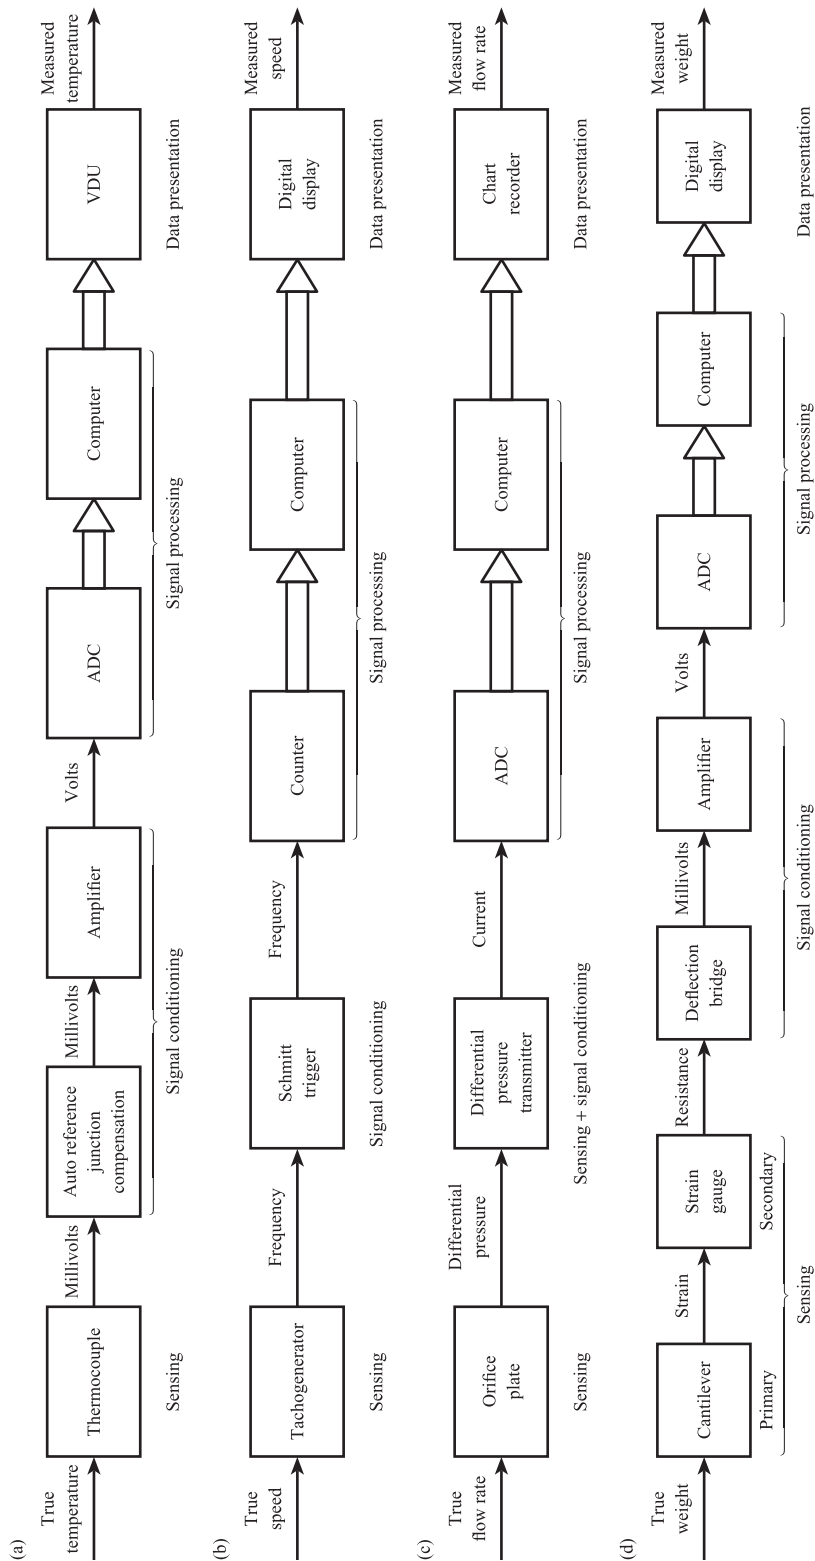 (a)
True
temperature
Thermocouple
Sensing
Millivolts
Auto reference
junction
compensation
Millivolts
Amplifier
Signal conditioning
Volts
ADC
Computer
Signal processing
VDU
Data presentation
Measured
temperature
(b)
True
speed
Tachogenerator
Sensing
Frequency
Schmitt
trigger
Signal conditioning
Frequency
Counter
Computer
Signal processing
Digital
display
Data presentation
Measured
speed
(c)
True
flow rate
Orifice
plate
Sensing
Differential
pressure
Differential
pressure
transmitter
Sensing + signal conditioning
Current
ADC
Computer
Signal processing
Chart
recorder
Data presentation
Measured
flow rate
(d)
True
weight
Cantilever
Primary
Strain
Strain
gauge
Secondary
Sensing
Resistance
Deflection
bridge
Millivolts
Amplifier
Signal conditioning
Volts
ADC
Computer
Signal processing
Digital
display
Data presentation
Measured
weight